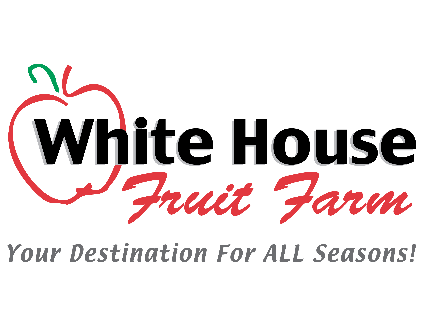 White House
Fruit Farm
Your Destination For ALL Seasons!